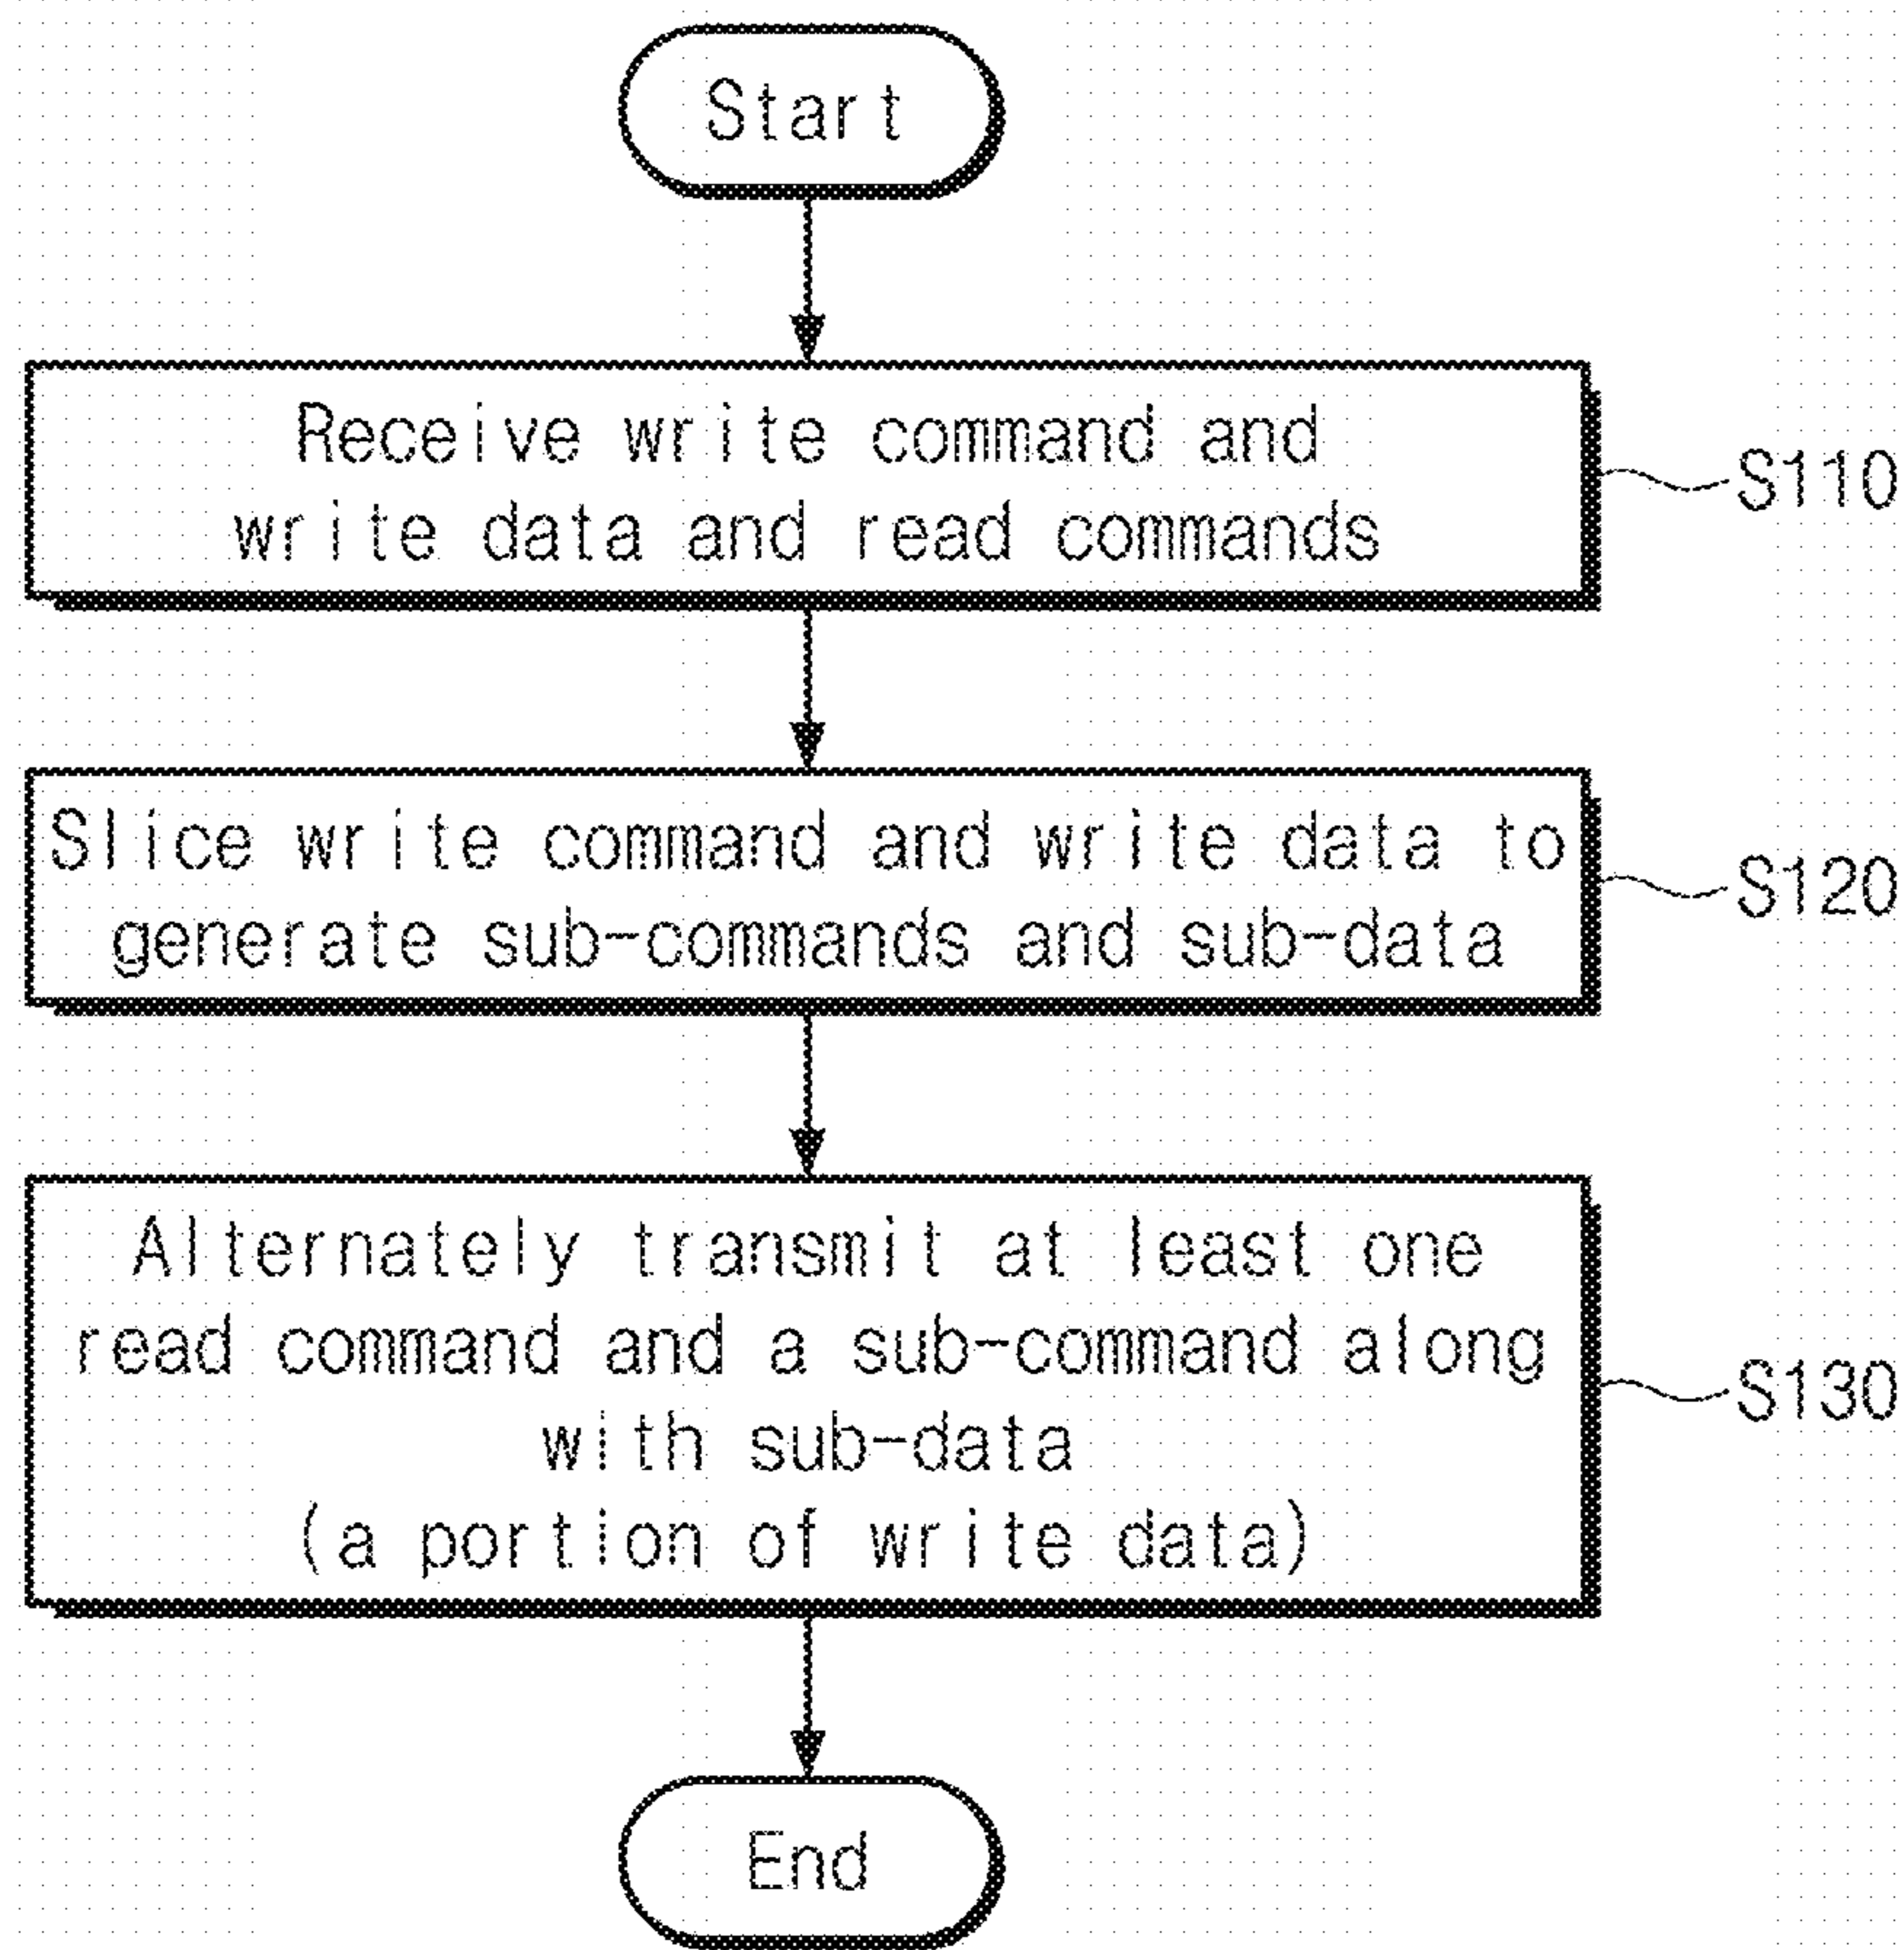 Start
Receive write command and
write data and read commands
S110
Slice write command and write data to
generate sub-commands and sub-data
S120
Alternately transmit at least one
read command and a sub-command along
with sub-data
(a portion of write data)
S130
End